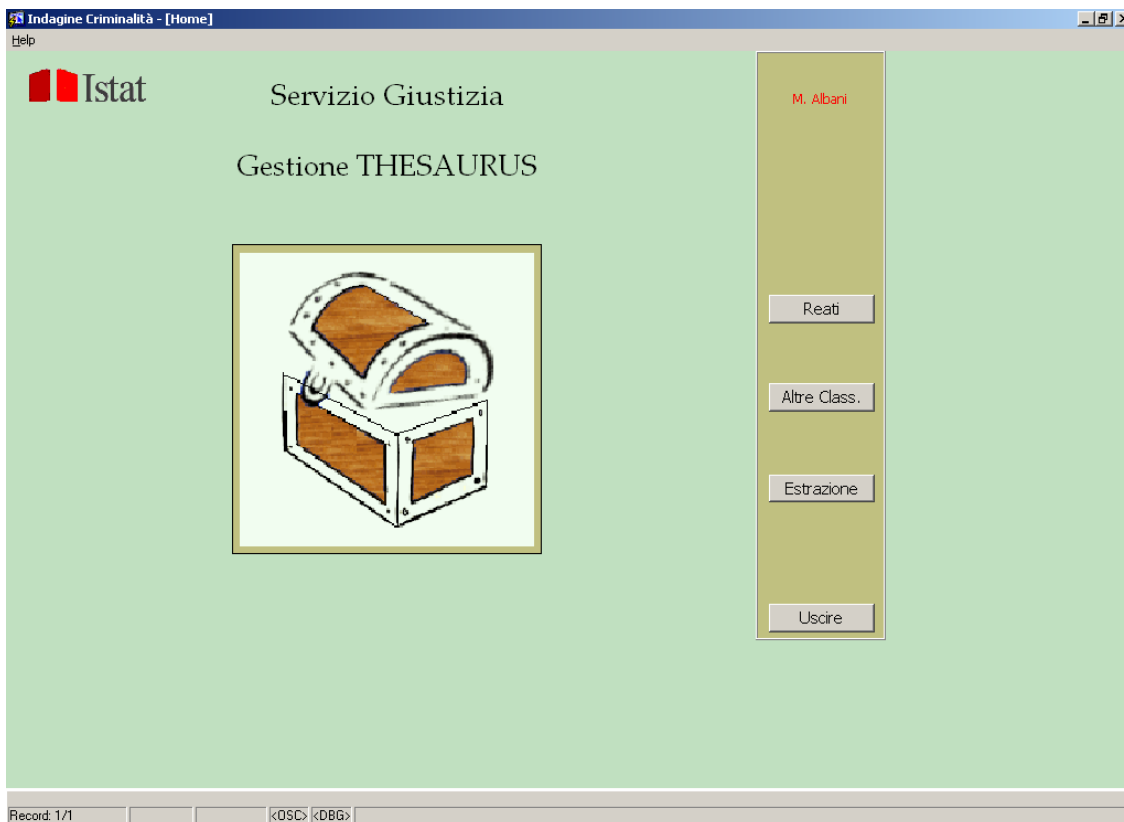 Indagine Criminalità - [Home]
Help
Istat
Servizio Giustizia
Gestione THESAURUS
M. Albani
Reati
Altre Class.
Estrazione
Uscire
Record: 1/1 <OSC> <DBG>